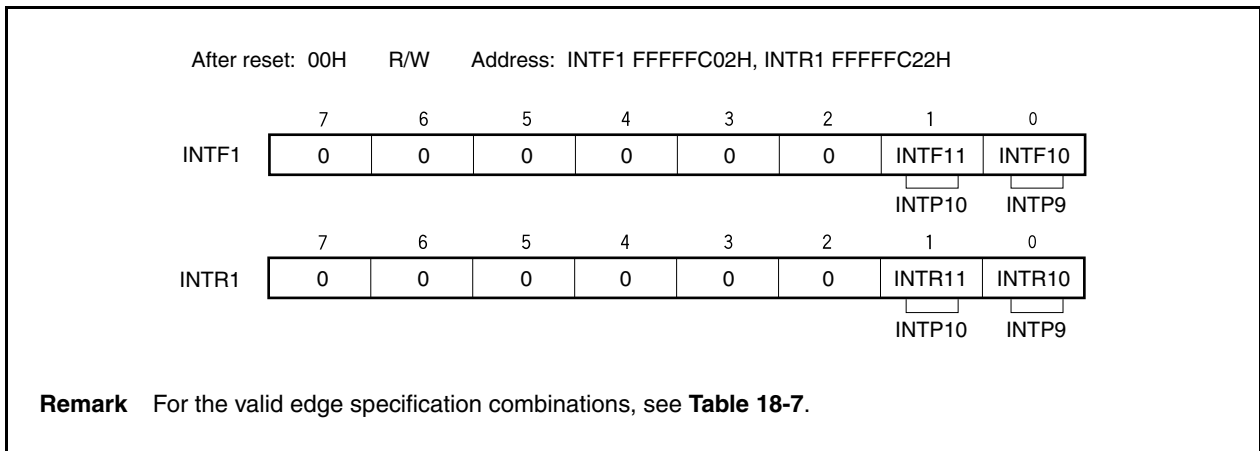 After reset: 00H R/W Address: INTF1 FFFFFC02H, INTR1 FFFFFC22H
7 6 5 4 3 2 1 0
INTF1 0 0 0 0 0 0 INTF11 INTF10
INTP10 INTP9
7 6 5 4 3 2 1 0
INTR1 0 0 0 0 0 0 INTR11 INTR10
INTP10 INTP9
Remark For the valid edge specification combinations, see Table 18-7.